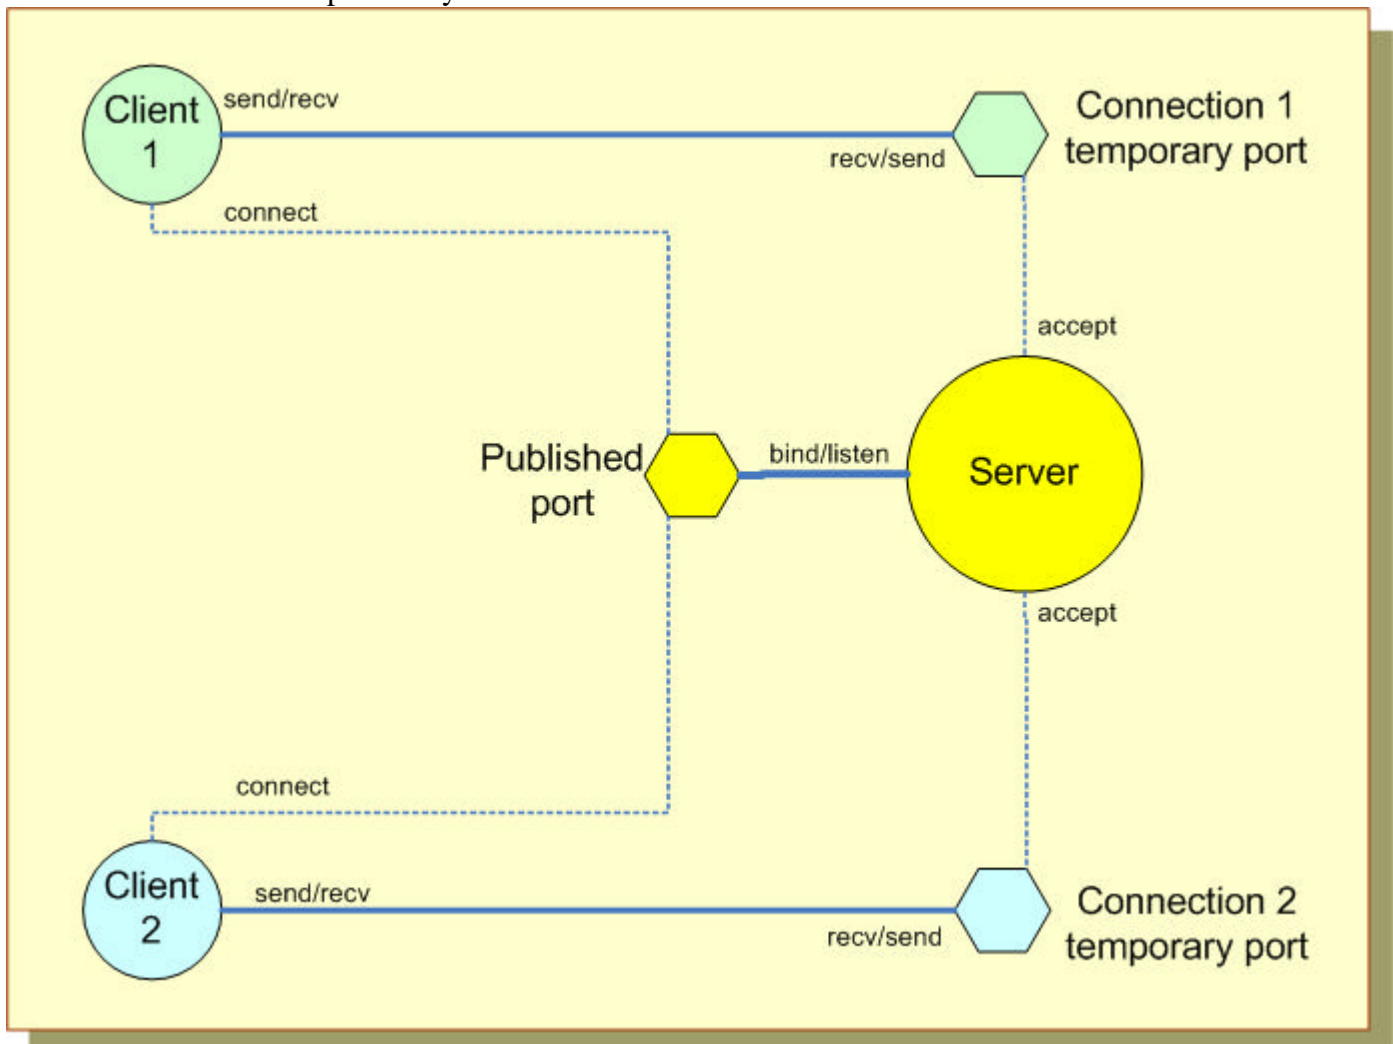 Client
1
send/recv
recv/send
Connection 1
temporary port
connect
accept
Published
port
bind/listen
Server
accept
connect
Client
2
send/recv
recv/send
Connection 2
temporary port